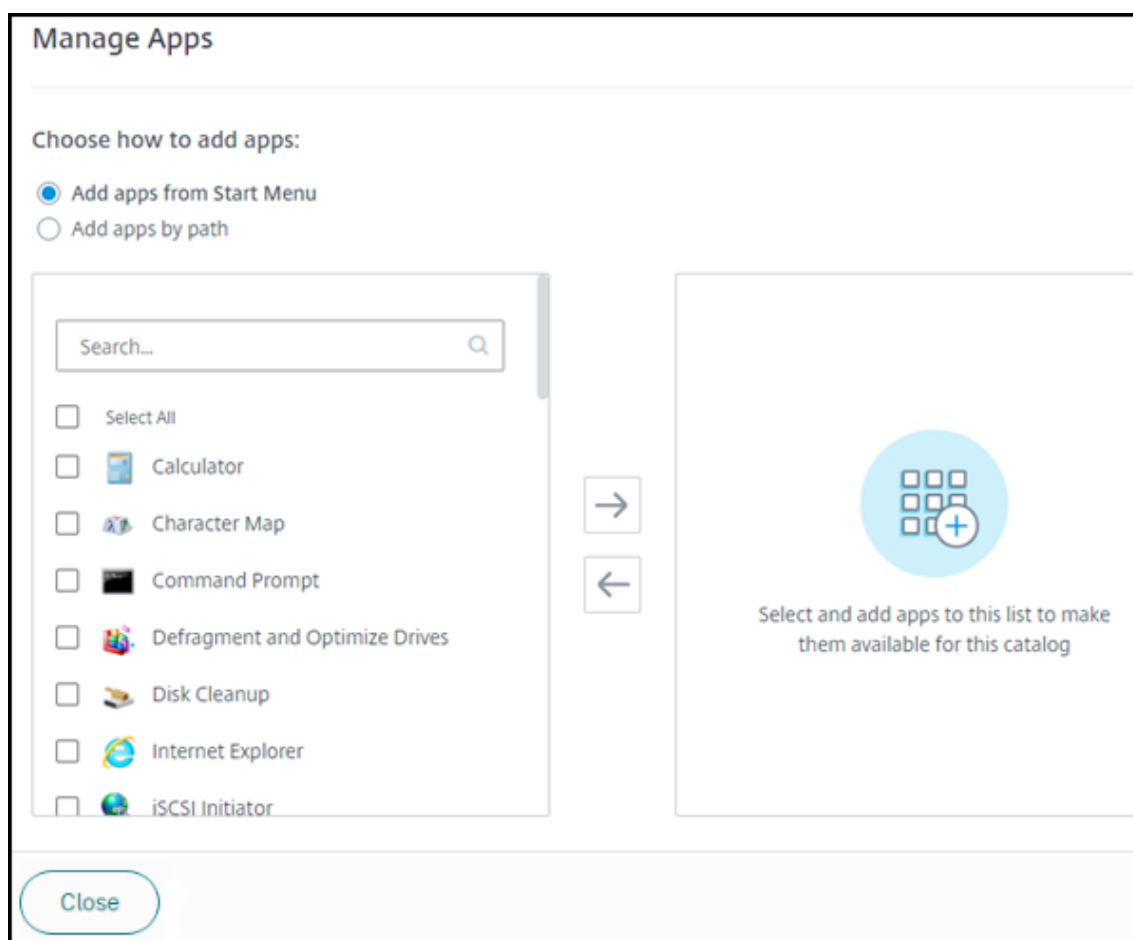 Manage Apps
Choose how to add apps:
Add apps from Start Menu
Add apps by path
Search...
Select All
Calculator
Character Map
Command Prompt
Defragment and Optimize Drives
Disk Cleanup
Internet Explorer
iSCSI Initiator
Select and add apps to this list to make
them available for this catalog
Close